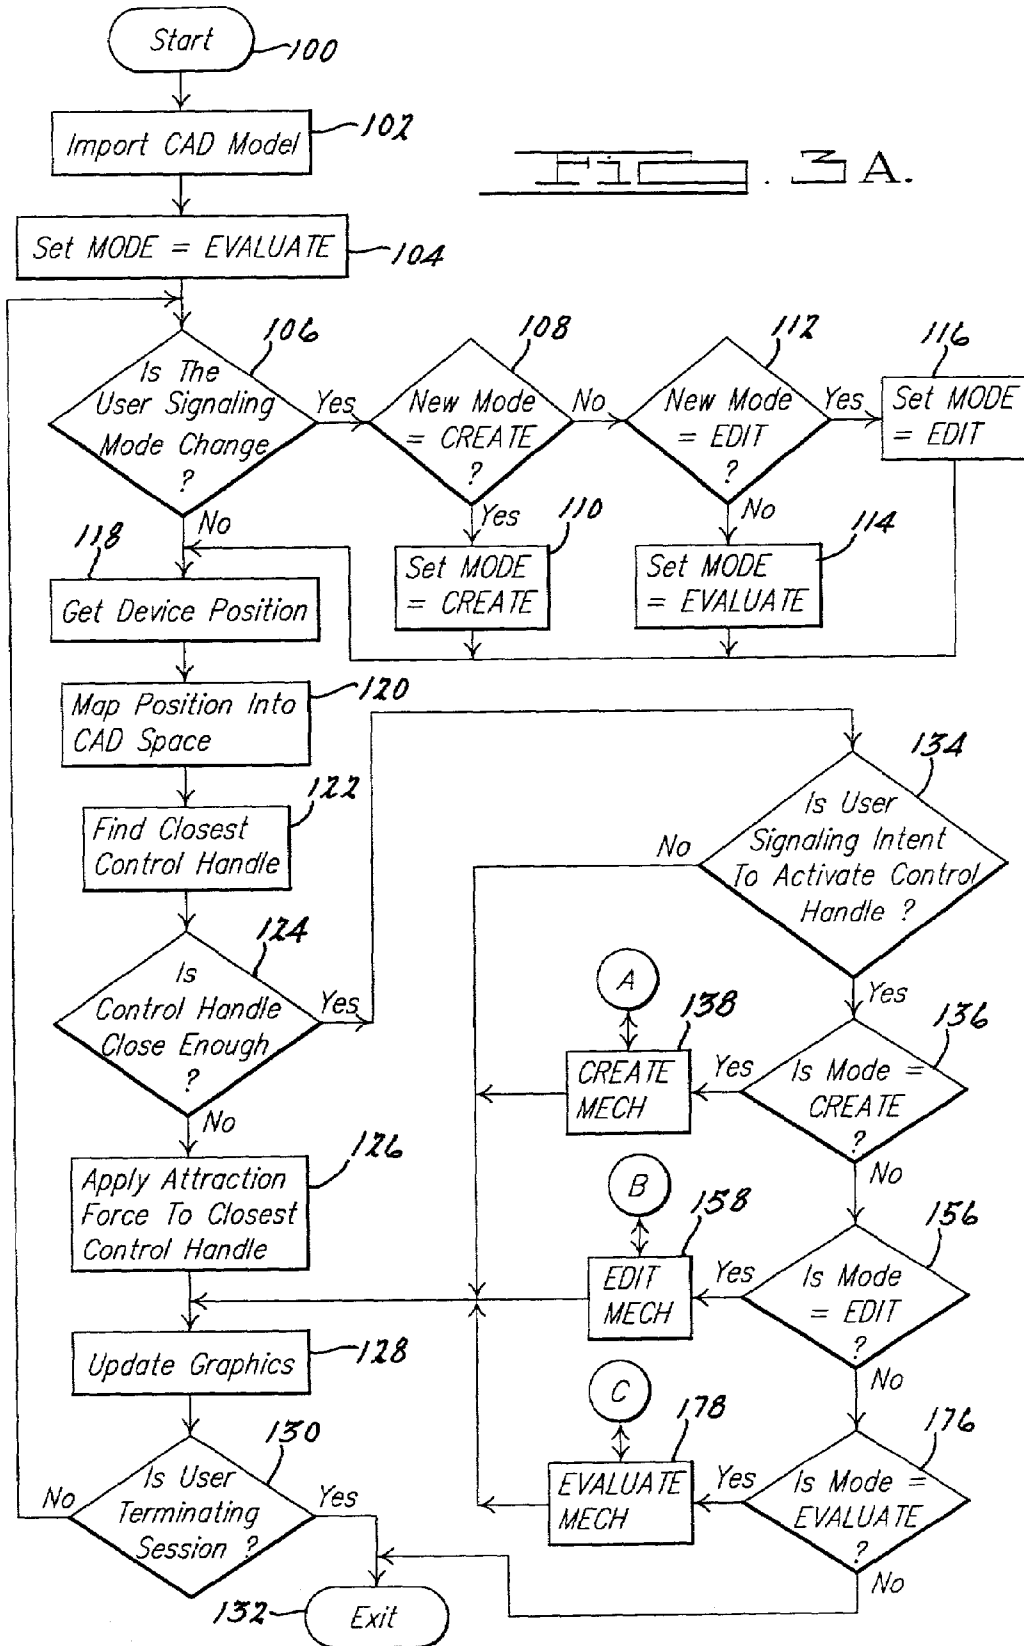 Start
100
Import CAD Model
102
FIG. 3A.
Set MODE = EVALUATE
104
106
Is The
User Signaling
Mode Change
?
Yes
No
108
New Mode
= CREATE
?
No
Yes
112
New Mode
= EDIT
?
Yes
No
116
Set MODE
= EDIT
110
Set MODE
= CREATE
114
Set MODE
= EVALUATE
118
Get Device Position
120
Map Position Into
CAD Space
122
Find Closest
Control Handle
124
Is
Control Handle
Close Enough
?
Yes
No
126
Apply Attraction
Force To Closest
Control Handle
128
Update Graphics
130
Is User
Terminating
Session ?
No
Yes
132
Exit
134
Is User
Signaling Intent
To Activate Control
Handle ?
No
Yes
136
Is Mode =
CREATE
?
Yes
No
A
138
CREATE
MECH
156
Is Mode
= EDIT
?
Yes
No
B
158
EDIT
MECH
176
Is Mode =
EVALUATE
?
Yes
No
C
178
EVALUATE
MECH